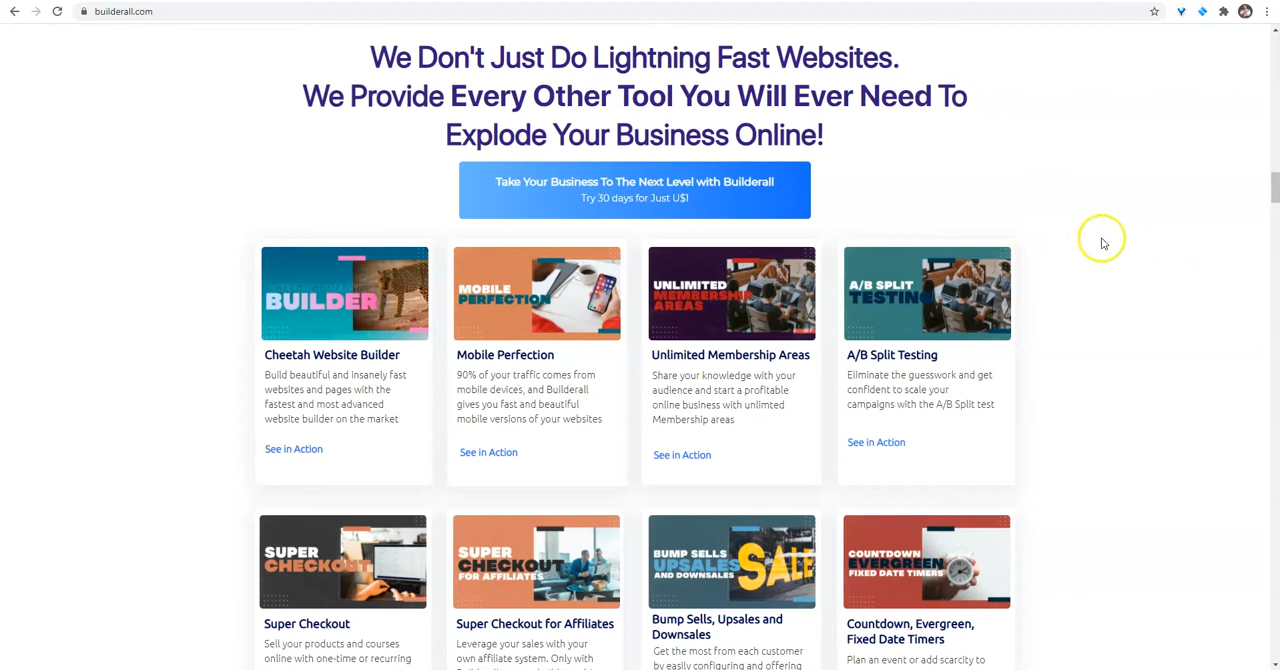 builderall.com
We Don't Just Do Lightning Fast Websites.
We Provide Every Other Tool You Will Ever Need To
Explode Your Business Online!
Take Your Business To The Next Level with Builderall
Try 30 days for Just U$1
BUILDER
Cheetah Website Builder
Build beautiful and insanely fast
websites and pages with the
fastest and most advanced
website builder on the market
See in Action
MOBILE
PERFECTION
Mobile Perfection
90% of your traffic comes from
mobile devices, and Builderall
gives you fast and beautiful
mobile versions of your websites
See in Action
UNLIMITED
MEMBERSHIP
AREAS
Unlimited Membership Areas
Share your knowledge with your
audience and start a profitable
online business with unlimted
Membership areas
See in Action
A/B SPLIT
TESTING
A/B Split Testing
Eliminate the guesswork and get
confident to scale your
campaigns with the A/B Split test
See in Action
SUPER
CHECKOUT
Super Checkout
Sell your products and courses
online with one-time or recurring
SUPER
CHECKOUT
FOR AFFILIATES
Super Checkout for Affiliates
Leverage your sales with your
own affiliate system. Only with
BUMP SELLS
UPSALES
AND DOWNSALES
SALE
Bump Sells, Upsales and
Downsales
Get the most from each customer
by easily configuring and offering
COUNTDOWN
EVERGREEN
FIXED DATE TIMERS
Countdown, Evergreen,
Fixed Date Timers
Plan an event or add scarcity to